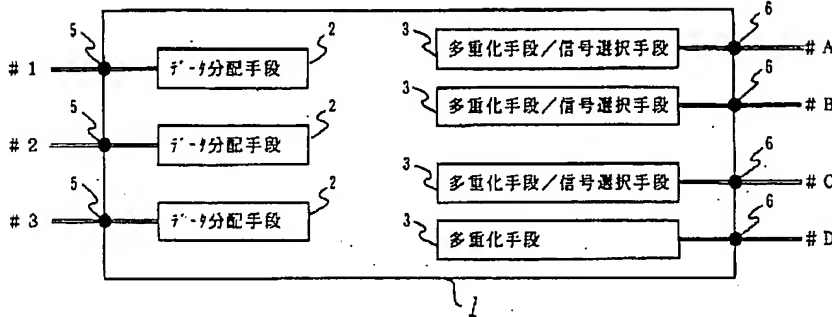 5 2 3 多重化手段/信号選択手段 6
#1 データ分配手段 #A
3 多重化手段/信号選択手段 6
5 2 #B
#2 データ分配手段
5 2 3 多重化手段/信号選択手段 6
#C
#3 データ分配手段 3 多重化手段 6
#D
1